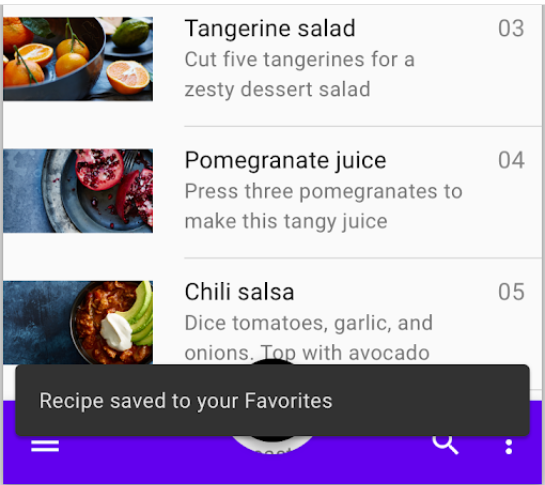 Tangerine salad 03
Cut five tangerines for a
zesty dessert salad
Pomegranate juice 04
Press three pomegranates to
make this tangy juice
Chili salsa 05
Dice tomatoes, garlic, and
onions. Top with avocado
Recipe saved to your Favorites